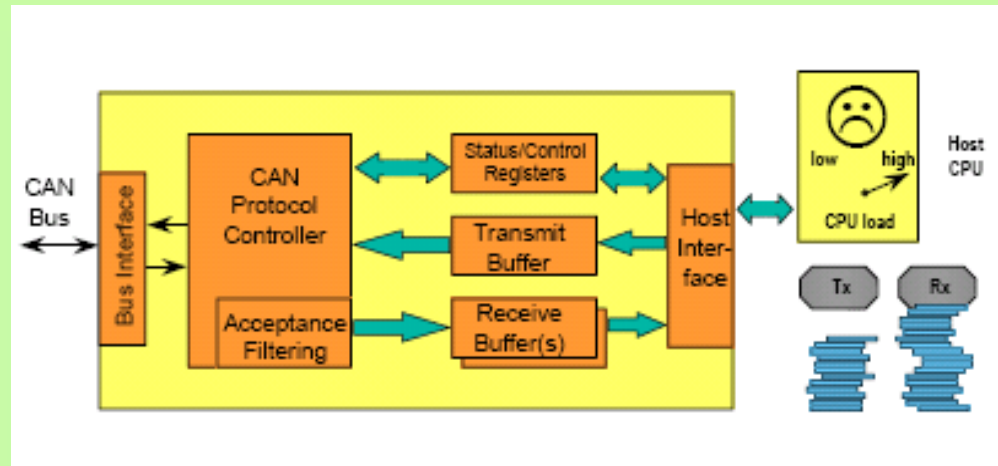 CAN
Bus
Bus Interface
CAN
Protocol
Controller
Acceptance
Filtering
Status/Control
Registers
Transmit
Buffer
Receive
Buffer(s)
Host
Inter-
face
low
high
CPU load
Host
CPU
Tx
Rx